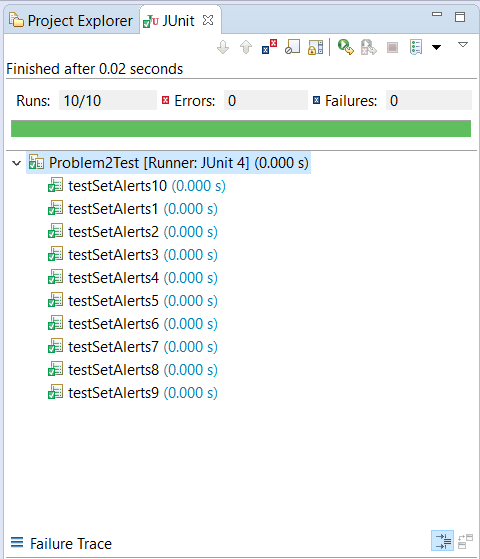 Project Explorer JUnit
Finished after 0.02 seconds
Runs: 10/10 Errors: 0 Failures: 0
Problem2Test [Runner: JUnit 4] (0.000 s)
testSetAlerts10 (0.000 s)
testSetAlerts1 (0.000 s)
testSetAlerts2 (0.000 s)
testSetAlerts3 (0.000 s)
testSetAlerts4 (0.000 s)
testSetAlerts5 (0.000 s)
testSetAlerts6 (0.000 s)
testSetAlerts7 (0.000 s)
testSetAlerts8 (0.000 s)
testSetAlerts9 (0.000 s)
Failure Trace